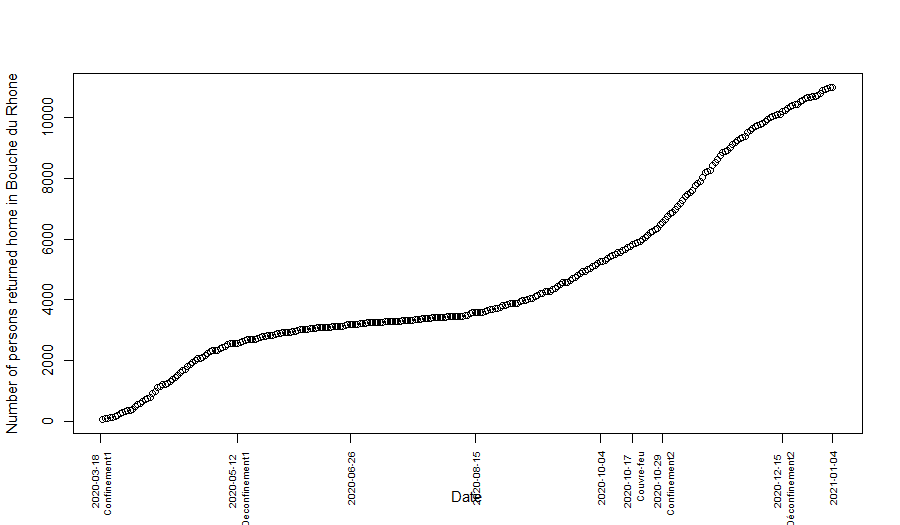 Number of persons returned home in Bouche du Rhone
10000
8000
6000
4000
2000
0
2020-03-18
Confinement1
2020-05-12
Deconfinement1
2020-06-26
2020-08-15
2020-10-04
2020-10-17
Couvre-feu
2020-10-29
Confinement2
2020-12-15
Déconfinement2
2021-01-04
Date